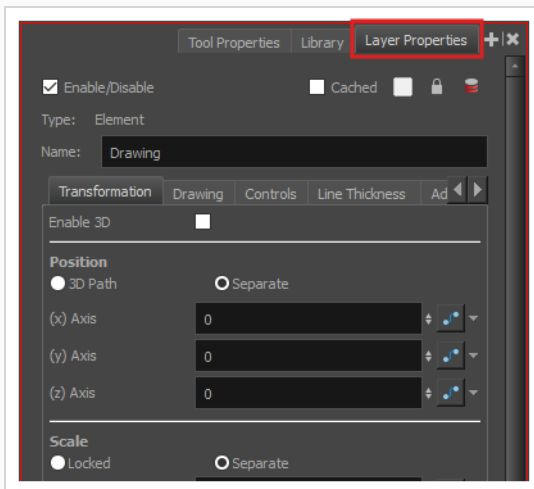 Tool Properties Library Layer Properties
Enable/Disable Cached
Type: Element
Name: Drawing
Transformation Drawing Controls Line Thickness Ad
Enable 3D
Position
3D Path Separate
(x) Axis 0
(y) Axis 0
(z) Axis 0
Scale
Locked Separate